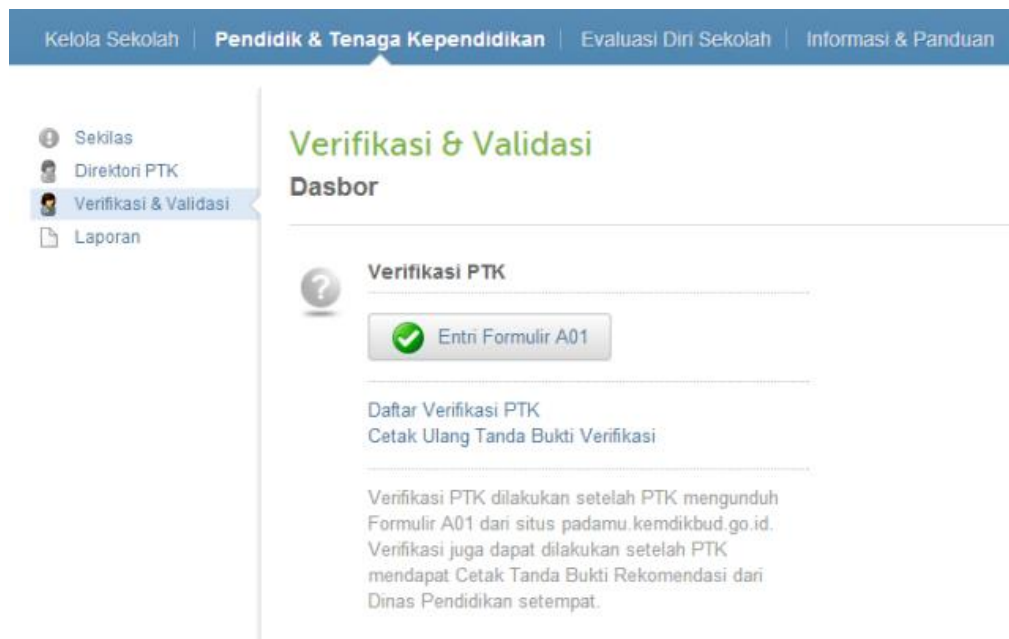 Kelola Sekolah | Pendidik & Tenaga Kependidikan | Evaluasi Diri Sekolah | Informasi & Panduan
Sekilas
Direktori PTK
Verifikasi & Validasi
Laporan
Verifikasi & Validasi
Dasbor
Verifikasi PTK
Entri Formulir A01
Daftar Verifikasi PTK
Cetak Ulang Tanda Bukti Verifikasi
Verifikasi PTK dilakukan setelah PTK mengunduh
Formulir A01 dari situs padamu.kemdikbud.go.id.
Verifikasi juga dapat dilakukan setelah PTK
mendapat Cetak Tanda Bukti Rekomendasi dari
Dinas Pendidikan setempat.